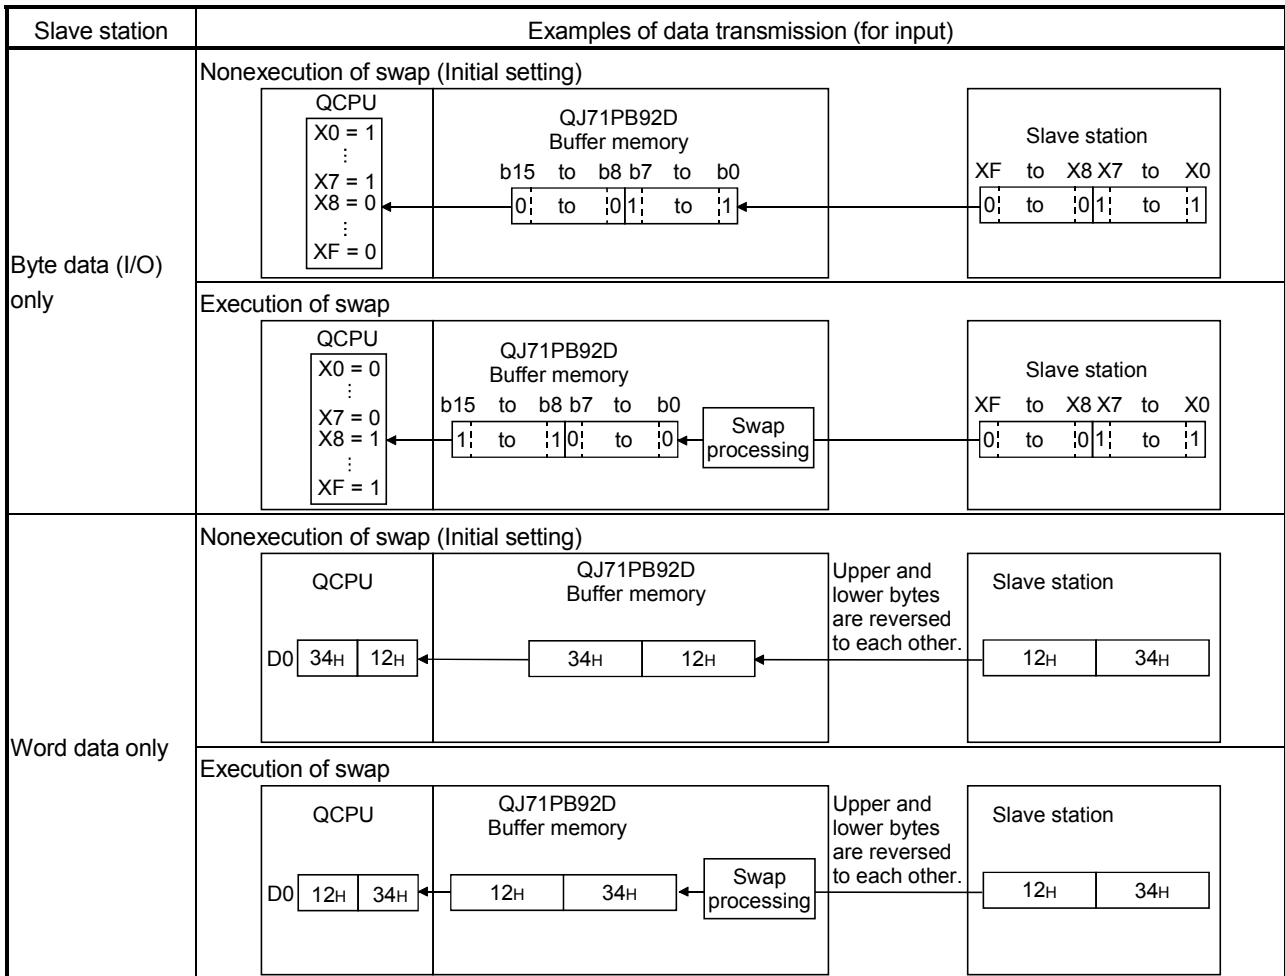 Slave station
Examples of data transmission (for input)
Byte data (I/O)
only
Nonexecution of swap (Initial setting)
QCPU
X0 = 1
⋮
X7 = 1
X8 = 0
⋮
XF = 0
QJ71PB92D
Buffer memory
b15 to b8 b7 to b0
0 to 0 1 to 1
Slave station
XF to X8 X7 to X0
0 to 0 1 to 1
Execution of swap
QCPU
X0 = 0
⋮
X7 = 0
X8 = 1
⋮
XF = 1
QJ71PB92D
Buffer memory
b15 to b8 b7 to b0
1 to 1 0 to 0
Swap
processing
Slave station
XF to X8 X7 to X0
0 to 0 1 to 1
Word data only
Nonexecution of swap (Initial setting)
QCPU
D0 34H 12H
QJ71PB92D
Buffer memory
34H 12H
Upper and
lower bytes
are reversed
to each other.
Slave station
12H 34H
Execution of swap
QCPU
D0 12H 34H
QJ71PB92D
Buffer memory
12H 34H
Swap
processing
Upper and
lower bytes
are reversed
to each other.
Slave station
12H 34H